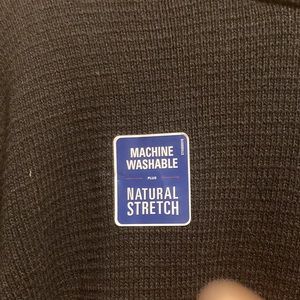 MACHINE
WASHABLE
PLUS
NATURAL
STRETCH